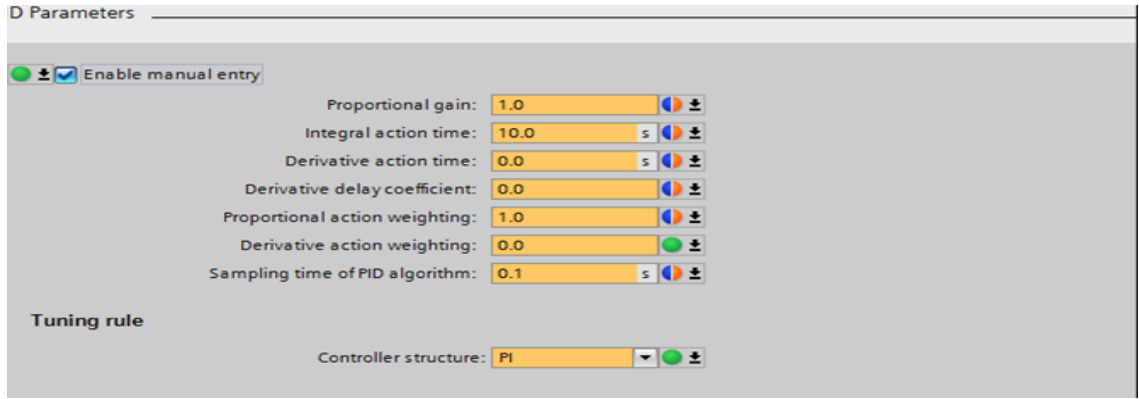 D Parameters
Enable manual entry
Proportional gain: 1.0
Integral action time: 10.0 s
Derivative action time: 0.0 s
Derivative delay coefficient: 0.0
Proportional action weighting: 1.0
Derivative action weighting: 0.0
Sampling time of PID algorithm: 0.1 s
Tuning rule
Controller structure: PI